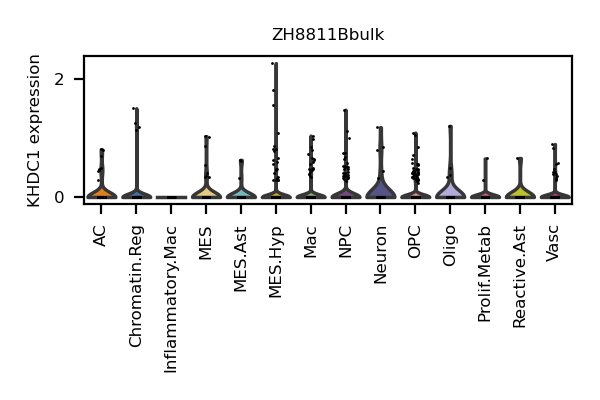 ZH8811Bbulk
KHDC1 expression
2
0
AC
Chromatin.Reg
Inflammatory.Mac
MES
MES.Ast
MES.Hyp
Mac
NPC
Neuron
OPC
Oligo
Prolif.Metab
Reactive.Ast
Vasc